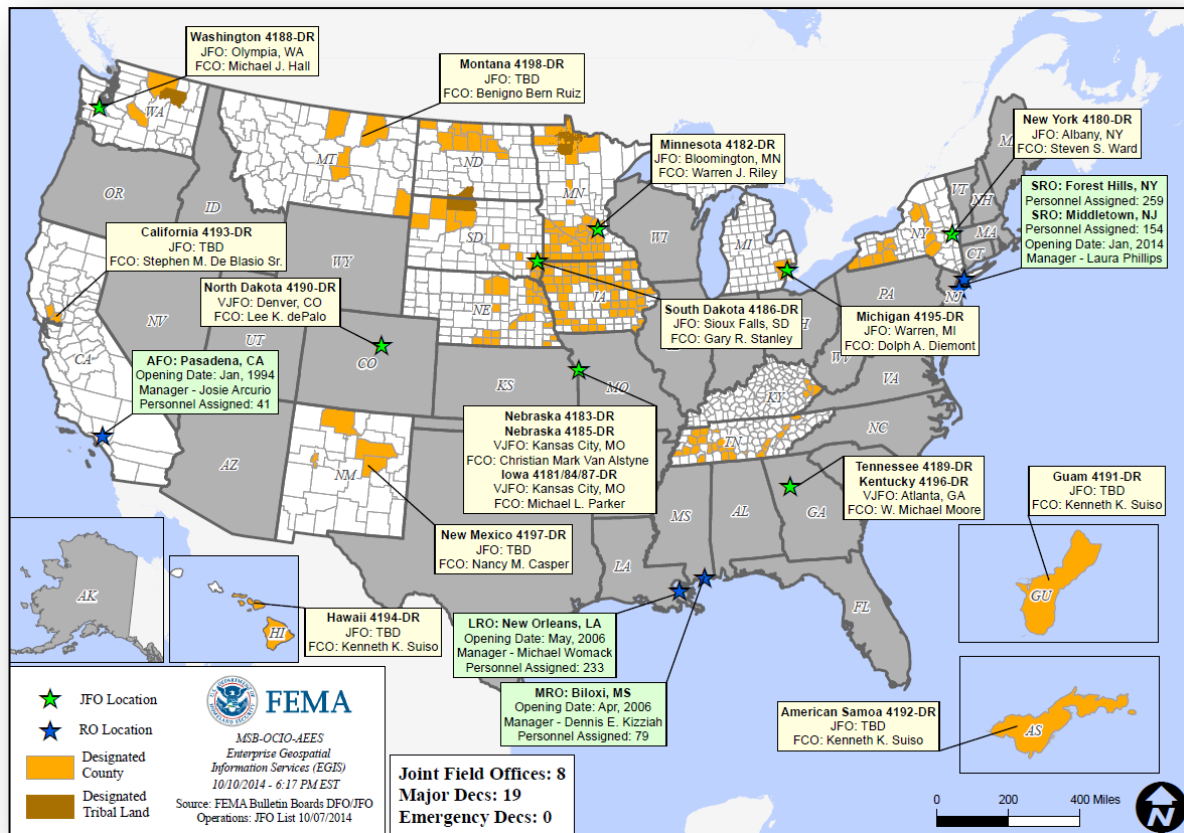 Washington 4188-DR
JFO: Olympia, WA
FCO: Michael J. Hall
Montana 4198-DR
JFO: TBD
FCO: Benigno Bern Ruiz
Minnesota 4182-DR
JFO: Bloomington, MN
FCO: Warren J. Riley
New York 4180-DR
JFO: Albany, NY
FCO: Steven S. Ward
SRO: Forest Hills, NY
Personnel Assigned: 259
SRO: Middletown, NJ
Personnel Assigned: 154
Opening Date: Jan, 2014
Manager - Laura Phillips
California 4193-DR
JFO: TBD
FCO: Stephen M. De Blasio Sr.
North Dakota 4190-DR
VJFO: Denver, CO
FCO: Lee K. dePalo
South Dakota 4186-DR
JFO: Sioux Falls, SD
FCO: Gary R. Stanley
Michigan 4195-DR
JFO: Warren, MI
FCO: Dolph A. Diemont
AFO: Pasadena, CA
Opening Date: Jan, 1994
Manager - Josie Arcurio
Personnel Assigned: 41
Nebraska 4183-DR
Nebraska 4185-DR
VJFO: Kansas City, MO
FCO: Christian Mark Van Alstyne
Iowa 4181/84/87-DR
VJFO: Kansas City, MO
FCO: Michael L. Parker
Tennessee 4189-DR
Kentucky 4196-DR
VJFO: Atlanta, GA
FCO: W. Michael Moore
Guam 4191-DR
JFO: TBD
FCO: Kenneth K. Suiso
New Mexico 4197-DR
JFO: TBD
FCO: Nancy M. Casper
Hawaii 4194-DR
JFO: TBD
FCO: Kenneth K. Suiso
LRO: New Orleans, LA
Opening Date: May, 2006
Manager - Michael Womack
Personnel Assigned: 233
MRO: Biloxi, MS
Opening Date: Apr, 2006
Manager - Dennis E. Kizziah
Personnel Assigned: 79
American Samoa 4192-DR
JFO: TBD
FCO: Kenneth K. Suiso
WA
OR
ID
MT
ND
MN
SD
WY
WI
MI
NY
VT
NH
MA
CT
NJ
PA
NE
IA
NV
UT
CA
CO
KS
MO
KY
WV
VA
AZ
NM
TN
NC
MS
AL
GA
LA
FL
AK
HI
GU
AS
JFO Location
RO Location
Designated
County
Designated
Tribal Land
U.S. DEPARTMENT OF HOMELAND SECURITY
FEMA
MSB-OCIO-AEES
Enterprise Geospatial
Information Services (EGIS)
10/10/2014 - 6:17 PM EST
Source: FEMA Bulletin Boards DFO/JFO
Operations: JFO List 10/07/2014
Joint Field Offices: 8
Major Decs: 19
Emergency Decs: 0
0 200 400 Miles
N